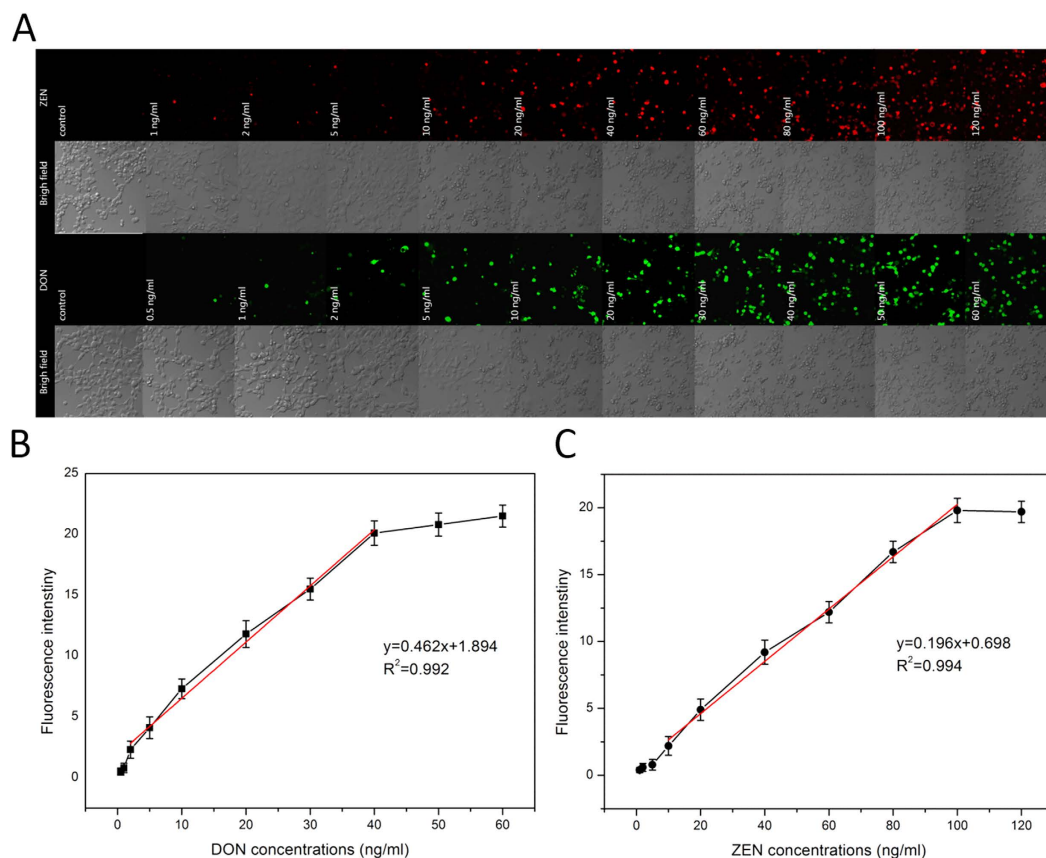 A
ZEN
control
1 ng/ml
2 ng/ml
5 ng/ml
10 ng/ml
20 ng/ml
40 ng/ml
60 ng/ml
80 ng/ml
100 ng/ml
120 ng/ml
Brigh field
DON
control
0.5 ng/ml
1 ng/ml
2 ng/ml
5 ng/ml
10 ng/ml
20 ng/ml
30 ng/ml
40 ng/ml
50 ng/ml
60 ng/ml
Brigh field
B
Fluorescence intenstiny
25
20
15
10
5
0
y=0.462x+1.894
R²=0.992
0 10 20 30 40 50 60
DON concentrations (ng/ml)
C
Fluorescence intenstiny
20
15
10
5
0
y=0.196x+0.698
R²=0.994
0 20 40 60 80 100 120
ZEN concentrations (ng/ml)